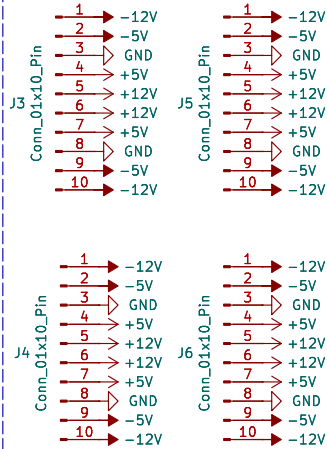 J3
Conn_01x10_Pin
1 -12V
2 -5V
3 GND
4 +5V
5 +12V
6 +12V
7 +5V
8 GND
9 -5V
10 -12V
J5
Conn_01x10_Pin
1 -12V
2 -5V
3 GND
4 +5V
5 +12V
6 +12V
7 +5V
8 GND
9 -5V
10 -12V
J4
Conn_01x10_Pin
1 -12V
2 -5V
3 GND
4 +5V
5 +12V
6 +12V
7 +5V
8 GND
9 -5V
10 -12V
J6
Conn_01x10_Pin
1 -12V
2 -5V
3 GND
4 +5V
5 +12V
6 +12V
7 +5V
8 GND
9 -5V
10 -12V